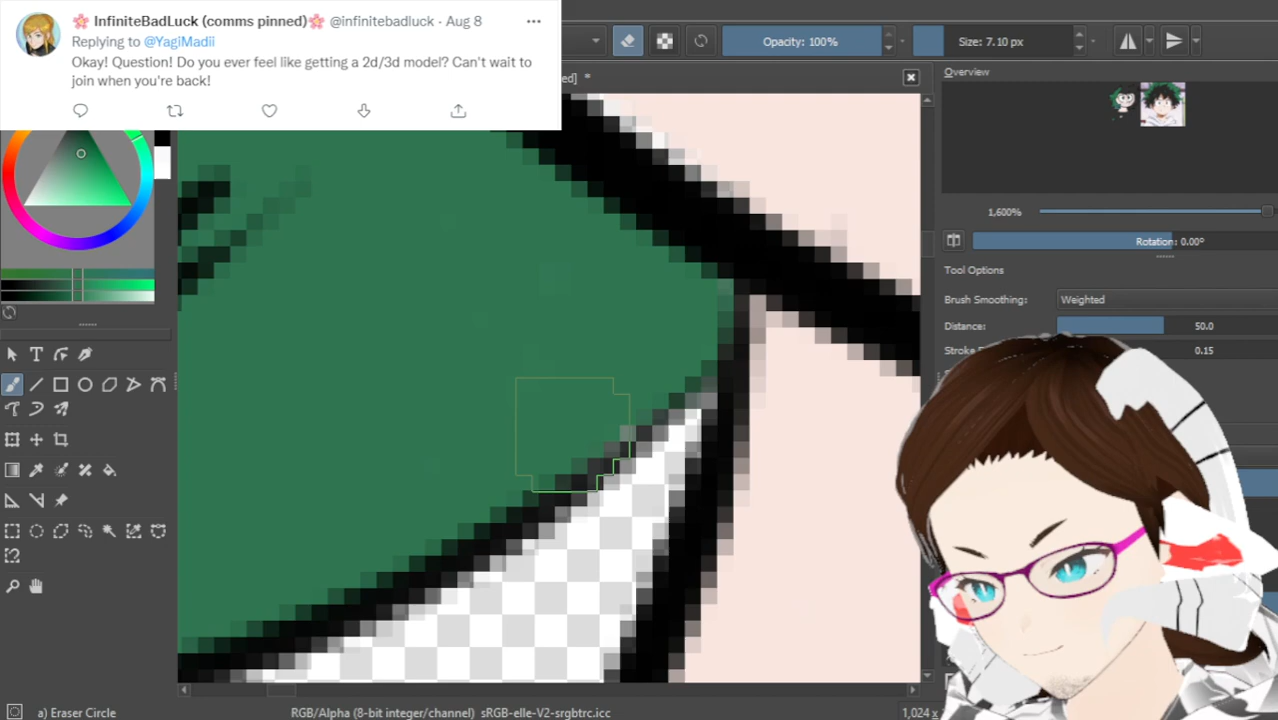 🌸 InfiniteBadLuck (comms pinned)🌸 @infinitebadluck · Aug 8
Replying to @YagiMadii
Okay! Question! Do you ever feel like getting a 2d/3d model? Can't wait to
join when you're back!
Opacity: 100%
Size: 7.10 px
ed] *
Overview
1,600%
Rotation: 0.00°
Tool Options
Brush Smoothing: Weighted
Distance: 50.0
Stroke
0.15
a) Eraser Circle
RGB/Alpha (8-bit integer/channel) sRGB-elle-V2-srgbtrc.icc
1,024 x